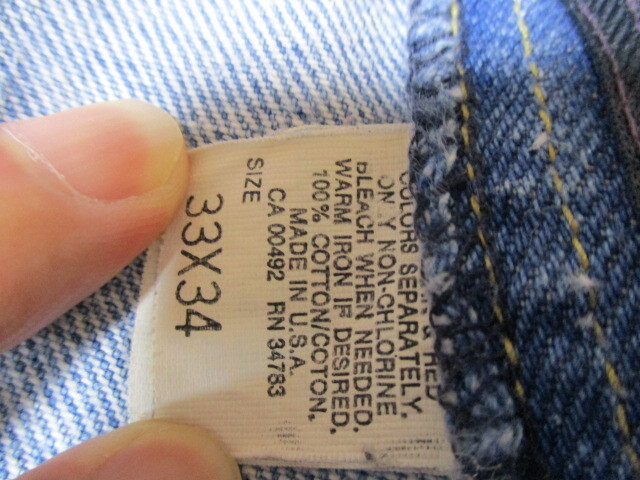 COLORS SEPARATELY.
ONLY NON-CHLORINE
BLEACH WHEN NEEDED.
WARM IRON IF DESIRED.
100% COTTON/COTON.
MADE IN U.S.A
CA 00492 RN 34783
SIZE
33X34